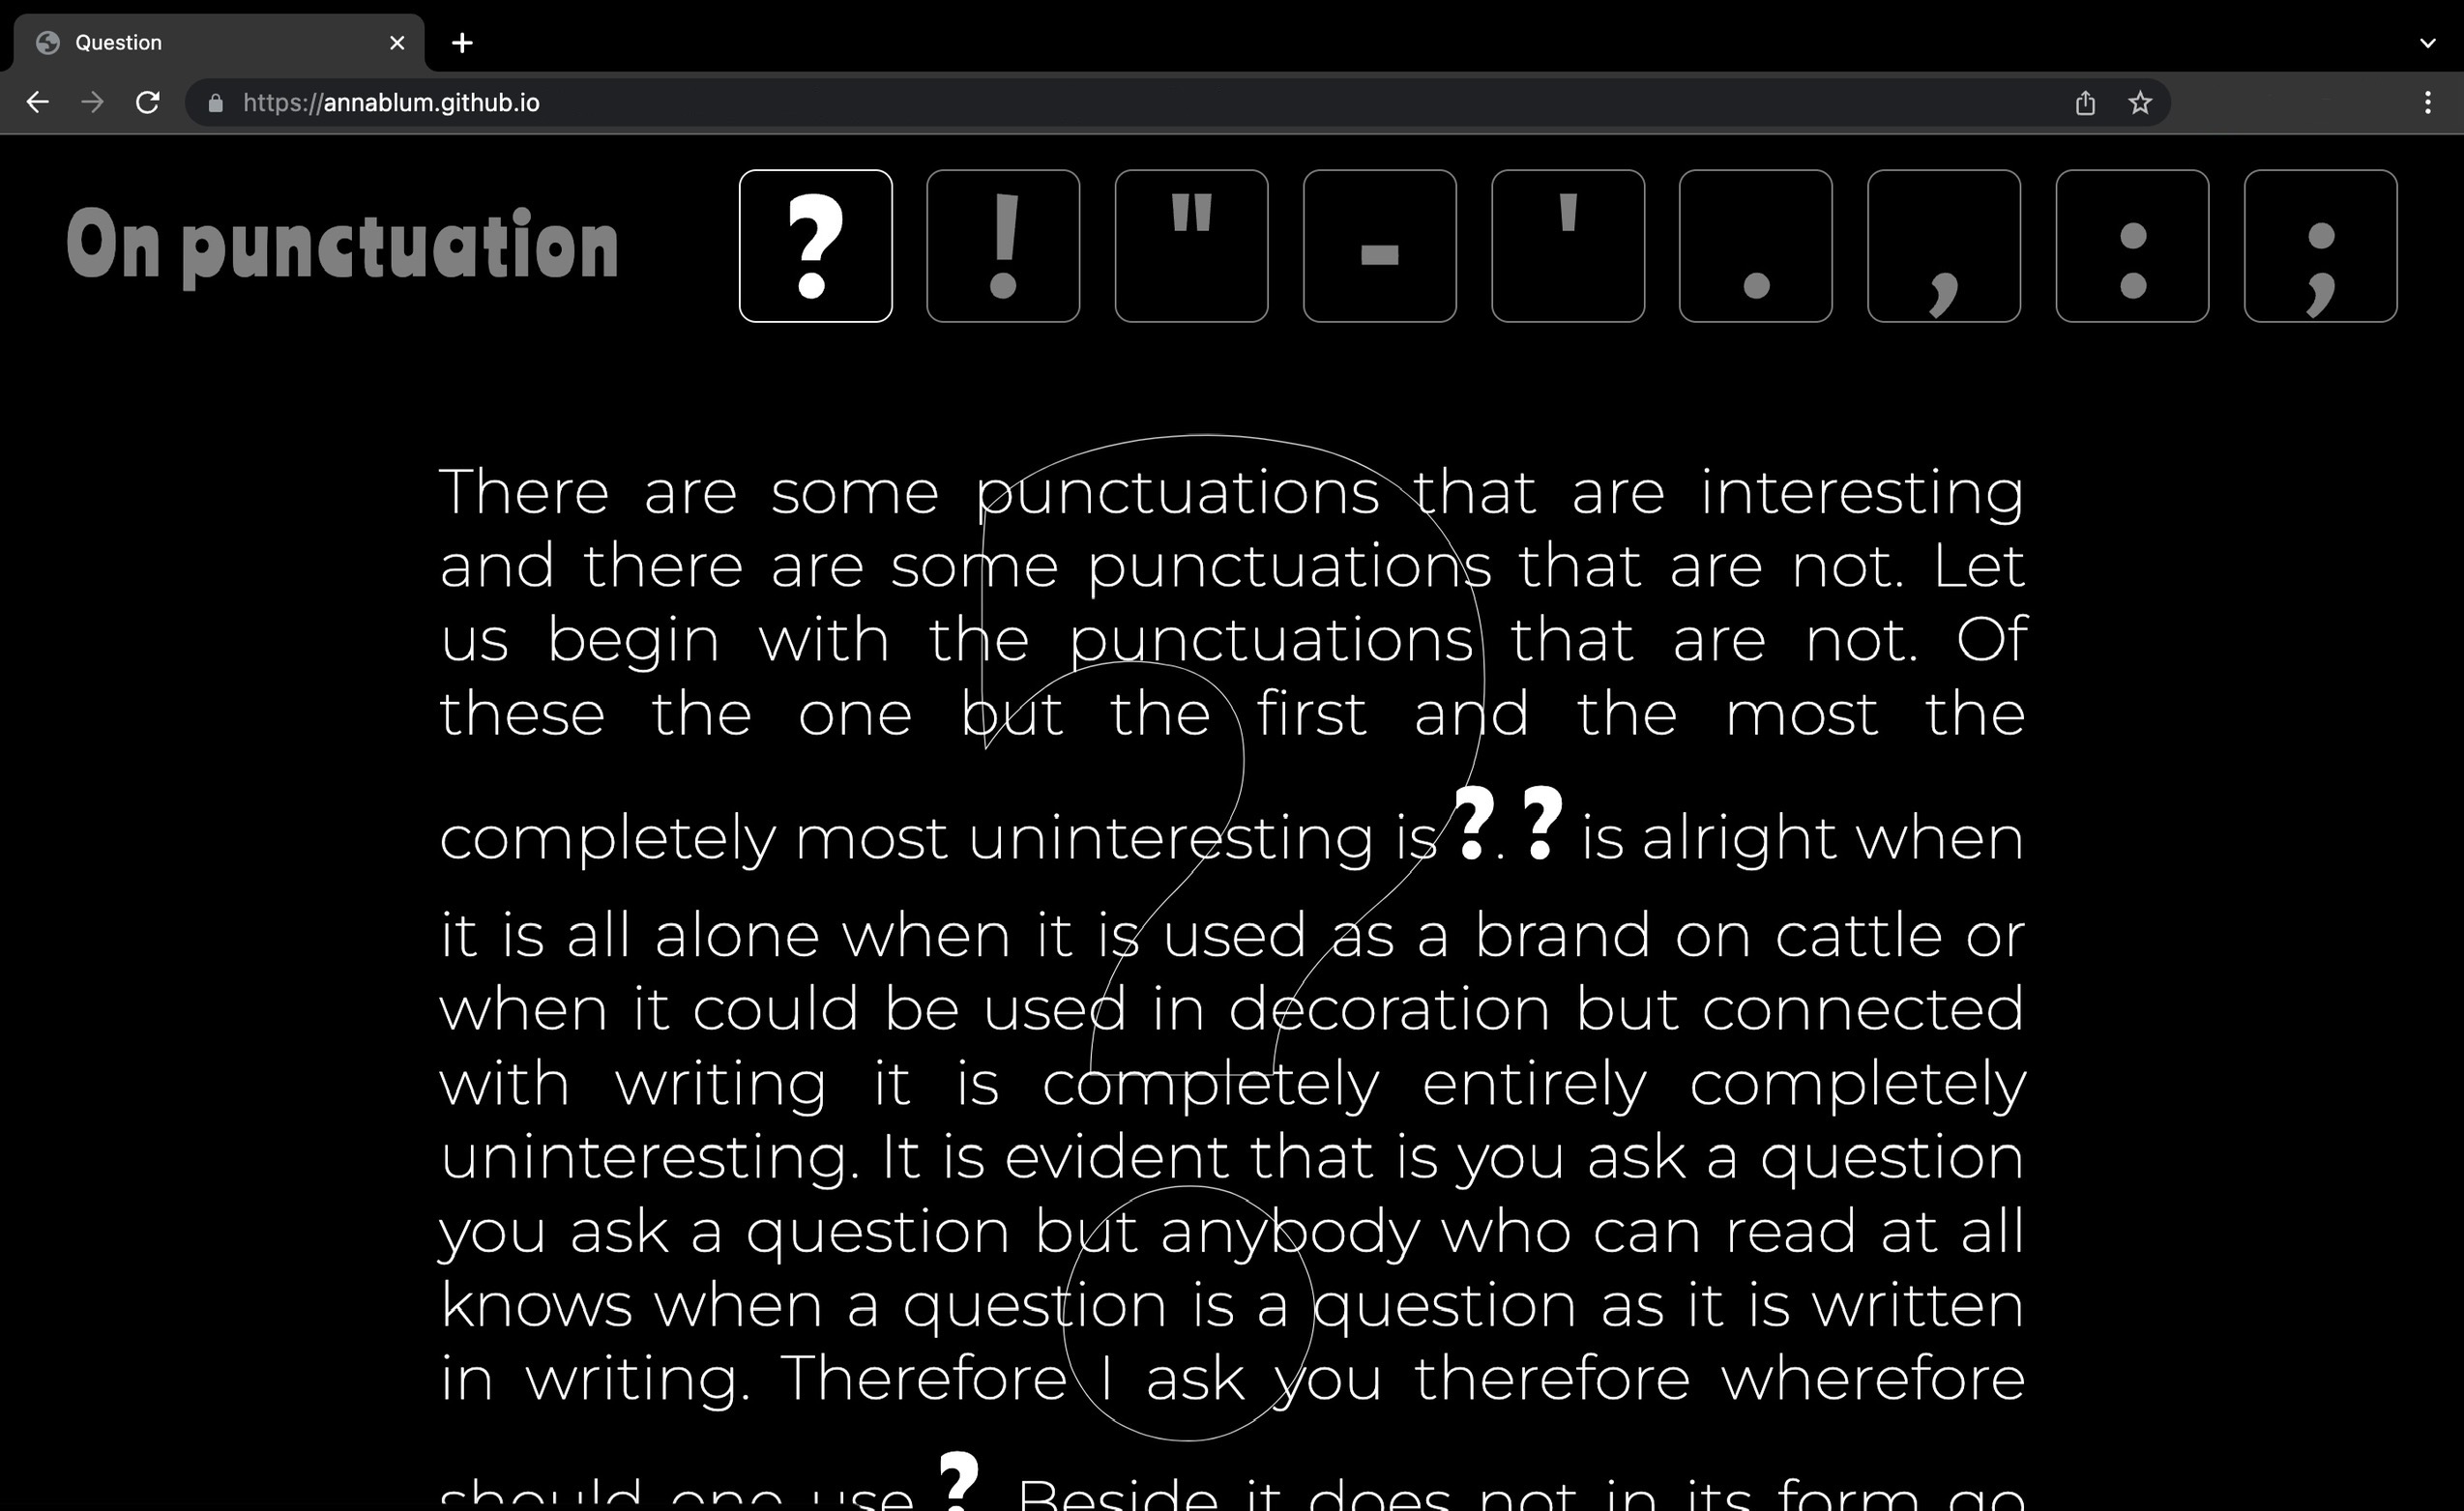 Question
https://annablum.github.io
On punctuation ? ! " - ' . , : ;
There are some punctuations that are interesting
and there are some punctuations that are not. Let
us begin with the punctuations that are not. Of
these the one but the first and the most the
completely most uninteresting is ?. ? is alright when
it is all alone when it is used as a brand on cattle or
when it could be used in decoration but connected
with writing it is completely entirely completely
uninteresting. It is evident that is you ask a question
you ask a question but anybody who can read at all
knows when a question is a question as it is written
in writing. Therefore I ask you therefore wherefore
should one use ? Beside it does not in its form go